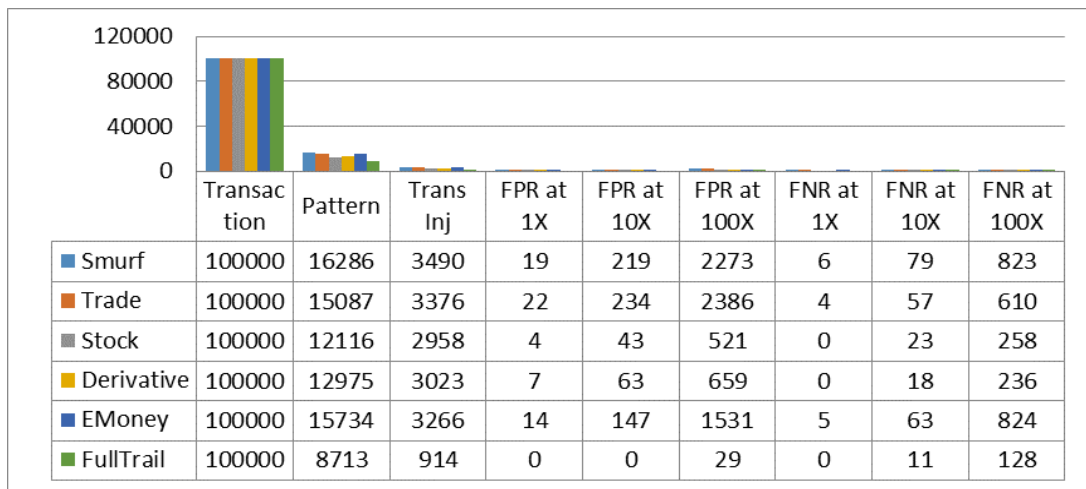 120000
80000
40000
0
Transac Pattern Trans FPR at FPR at FPR at FNR at FNR at FNR at
tion Inj 1X 10X 100X 1X 10X 100X
Smurf 100000 16286 3490 19 219 2273 6 79 823
Trade 100000 15087 3376 22 234 2386 4 57 610
Stock 100000 12116 2958 4 43 521 0 23 258
Derivative 100000 12975 3023 7 63 659 0 18 236
EMoney 100000 15734 3266 14 147 1531 5 63 824
FullTrail 100000 8713 914 0 0 29 0 11 128